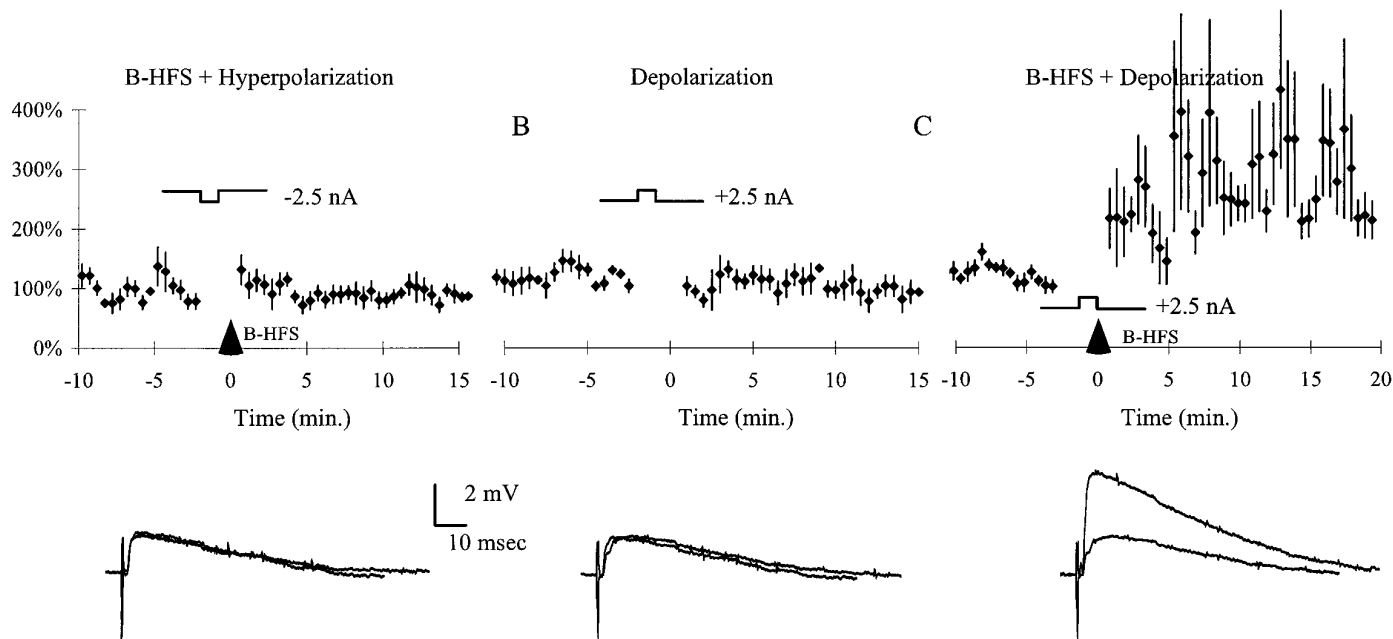 B-HFS + Hyperpolarization
Depolarization
B-HFS + Depolarization
B
C
400%
300%
200%
100%
0%
-2.5 nA
+2.5 nA
+2.5 nA
B-HFS
B-HFS
-10 -5 0 5 10 15
-10 -5 0 5 10 15
-10 -5 0 5 10 15 20
Time (min.)
Time (min.)
Time (min.)
2 mV
10 msec